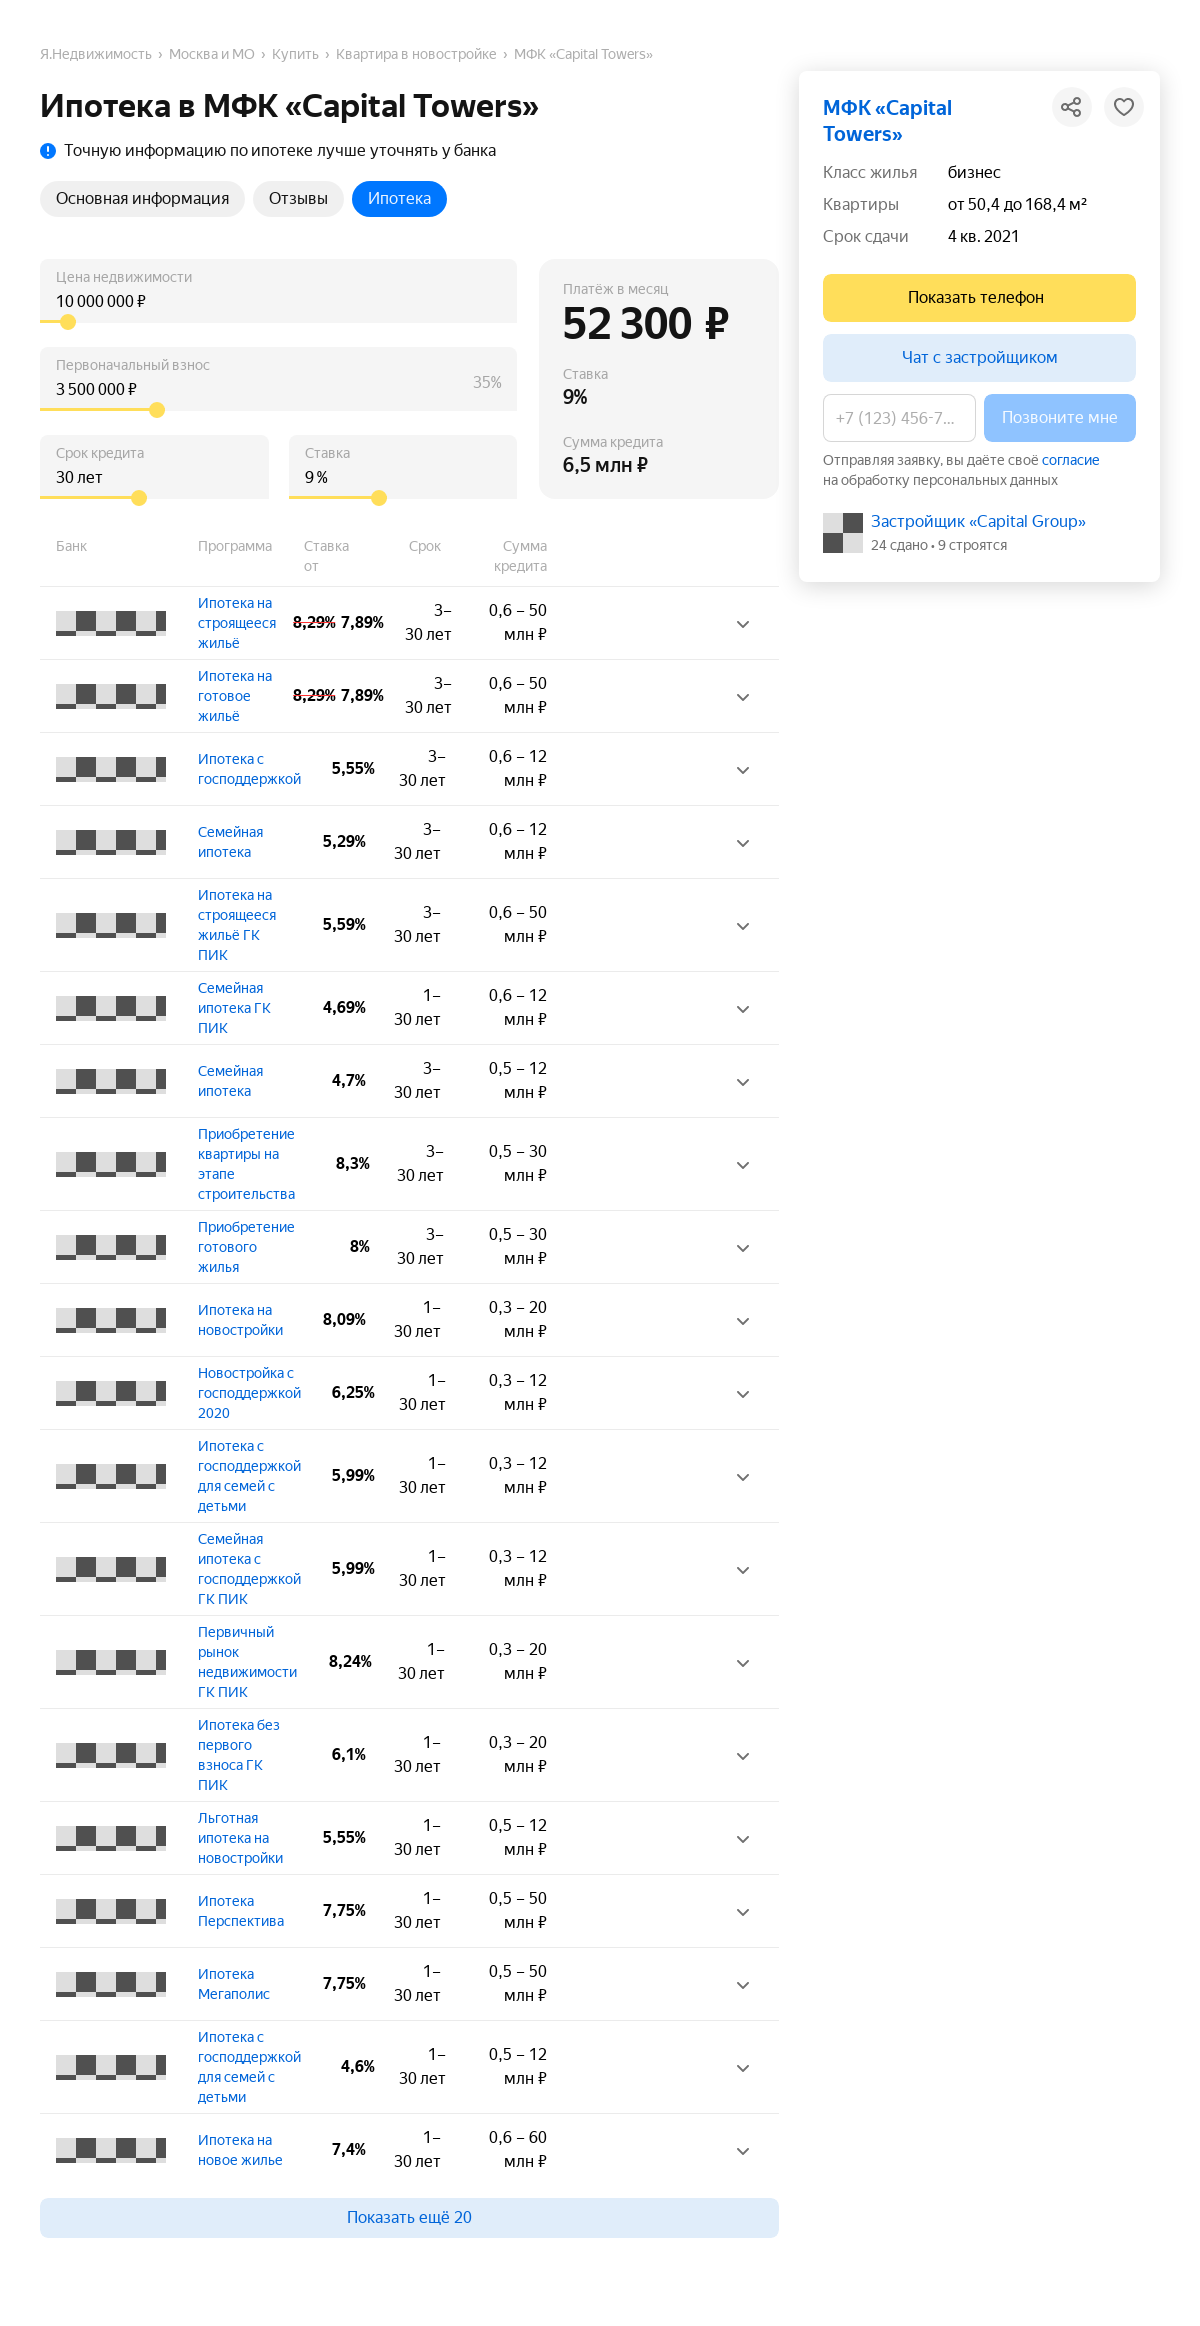 Я.Недвижимость › Москва и МО › Купить › Квартира в новостройке › МФК «Capital Towers»
Ипотека в МФК «Capital Towers»
Точную информацию по ипотеке лучше уточнять у банка
Основная информация Отзывы Ипотека
Цена недвижимости
10 000 000 ₽
Первоначальный взнос
3 500 000 ₽ 35%
Срок кредита
30 лет
Ставка
9 %
Платёж в месяц
52 300 ₽
Ставка
9%
Сумма кредита
6,5 млн ₽
МФК «Capital
Towers»
Класс жилья бизнес
Квартиры от 50,4 до 168,4 м²
Срок сдачи 4 кв. 2021
Показать телефон
Чат с застройщиком
+7 (123) 456-7... Позвоните мне
Отправляя заявку, вы даёте своё согласие
на обработку персональных данных
Застройщик «Capital Group»
24 сдано • 9 строятся
Банк Программа Ставка Срок Сумма
от кредита
Ипотека на
строящееся
жильё
8,29% 7,89%
3–
30 лет
0,6 – 50
млн ₽
Ипотека на
готовое
жильё
8,29% 7,89%
3–
30 лет
0,6 – 50
млн ₽
Ипотека с
господдержкой
5,55%
3–
30 лет
0,6 – 12
млн ₽
Семейная
ипотека
5,29%
3–
30 лет
0,6 – 12
млн ₽
Ипотека на
строящееся
жильё ГК
ПИК
5,59%
3–
30 лет
0,6 – 50
млн ₽
Семейная
ипотека ГК
ПИК
4,69%
1–
30 лет
0,6 – 12
млн ₽
Семейная
ипотека
4,7%
3–
30 лет
0,5 – 12
млн ₽
Приобретение
квартиры на
этапе
строительства
8,3%
3–
30 лет
0,5 – 30
млн ₽
Приобретение
готового
жилья
8%
3–
30 лет
0,5 – 30
млн ₽
Ипотека на
новостройки
8,09%
1–
30 лет
0,3 – 20
млн ₽
Новостройка с
господдержкой
2020
6,25%
1–
30 лет
0,3 – 12
млн ₽
Ипотека с
господдержкой
для семей с
детьми
5,99%
1–
30 лет
0,3 – 12
млн ₽
Семейная
ипотека с
господдержкой
ГК ПИК
5,99%
1–
30 лет
0,3 – 12
млн ₽
Первичный
рынок
недвижимости
ГК ПИК
8,24%
1–
30 лет
0,3 – 20
млн ₽
Ипотека без
первого
взноса ГК
ПИК
6,1%
1–
30 лет
0,3 – 20
млн ₽
Льготная
ипотека на
новостройки
5,55%
1–
30 лет
0,5 – 12
млн ₽
Ипотека
Перспектива
7,75%
1–
30 лет
0,5 – 50
млн ₽
Ипотека
Мегаполис
7,75%
1–
30 лет
0,5 – 50
млн ₽
Ипотека с
господдержкой
для семей с
детьми
4,6%
1–
30 лет
0,5 – 12
млн ₽
Ипотека на
новое жилье
7,4%
1–
30 лет
0,6 – 60
млн ₽
Показать ещё 20